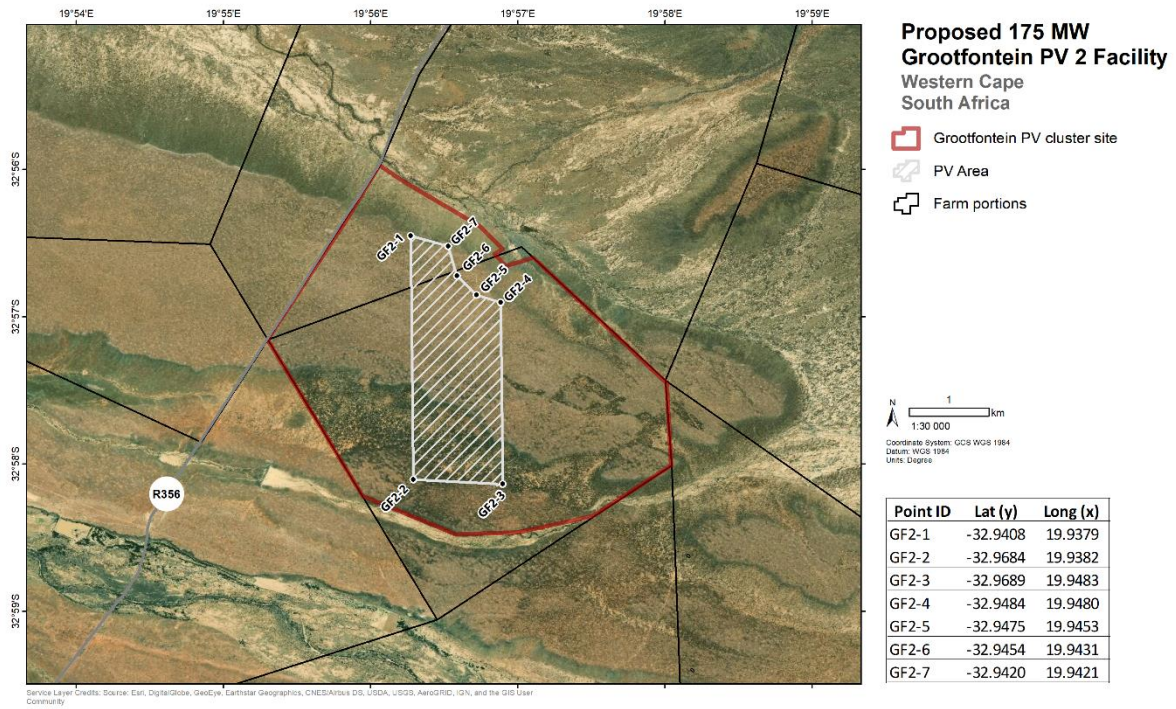 19°54'E
19°55'E
19°56'E
19°57'E
19°58'E
19°59'E
32°56'S
32°57'S
32°58'S
32°59'S
GF2-1
GF2-7
GF2-6
GF2-5
GF2-4
GF2-2
GF2-3
R356
Service Layer Credits: Source: Esri, DigitalGlobe, GeoEye, Earthstar Geographics, CNES/Airbus DS, USDA, USGS, AeroGRID, IGN, and the GIS User
Community
Proposed 175 MW
Grootfontein PV 2 Facility
Western Cape
South Africa
Grootfontein PV cluster site
PV Area
Farm portions
N
1
km
1:30 000
Coordinate System: GCS WGS 1984
Datum: WGS 1984
Units: Degree
Point ID Lat (y) Long (x)
GF2-1 -32.9408 19.9379
GF2-2 -32.9684 19.9382
GF2-3 -32.9689 19.9483
GF2-4 -32.9484 19.9480
GF2-5 -32.9475 19.9453
GF2-6 -32.9454 19.9431
GF2-7 -32.9420 19.9421